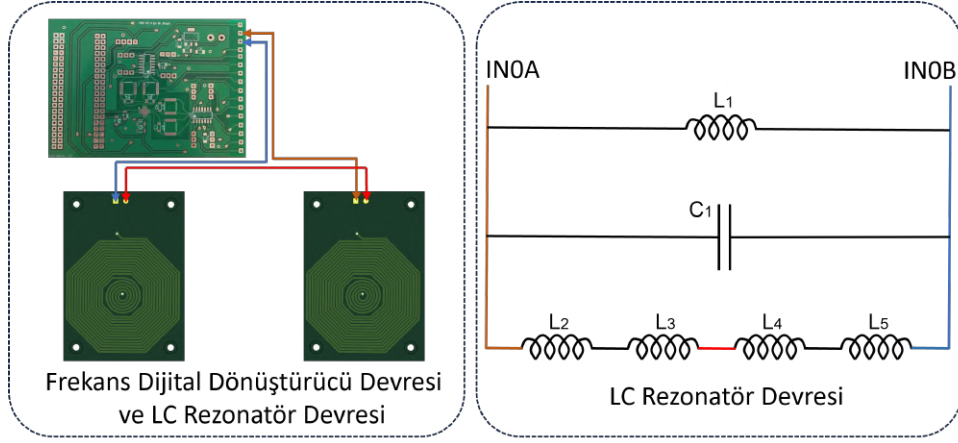 Frekans Dijital Dönüştürücü Devresi
ve LC Rezonatör Devresi
IN0A
IN0B
L1
C1
L2
L3
L4
L5
LC Rezonatör Devresi